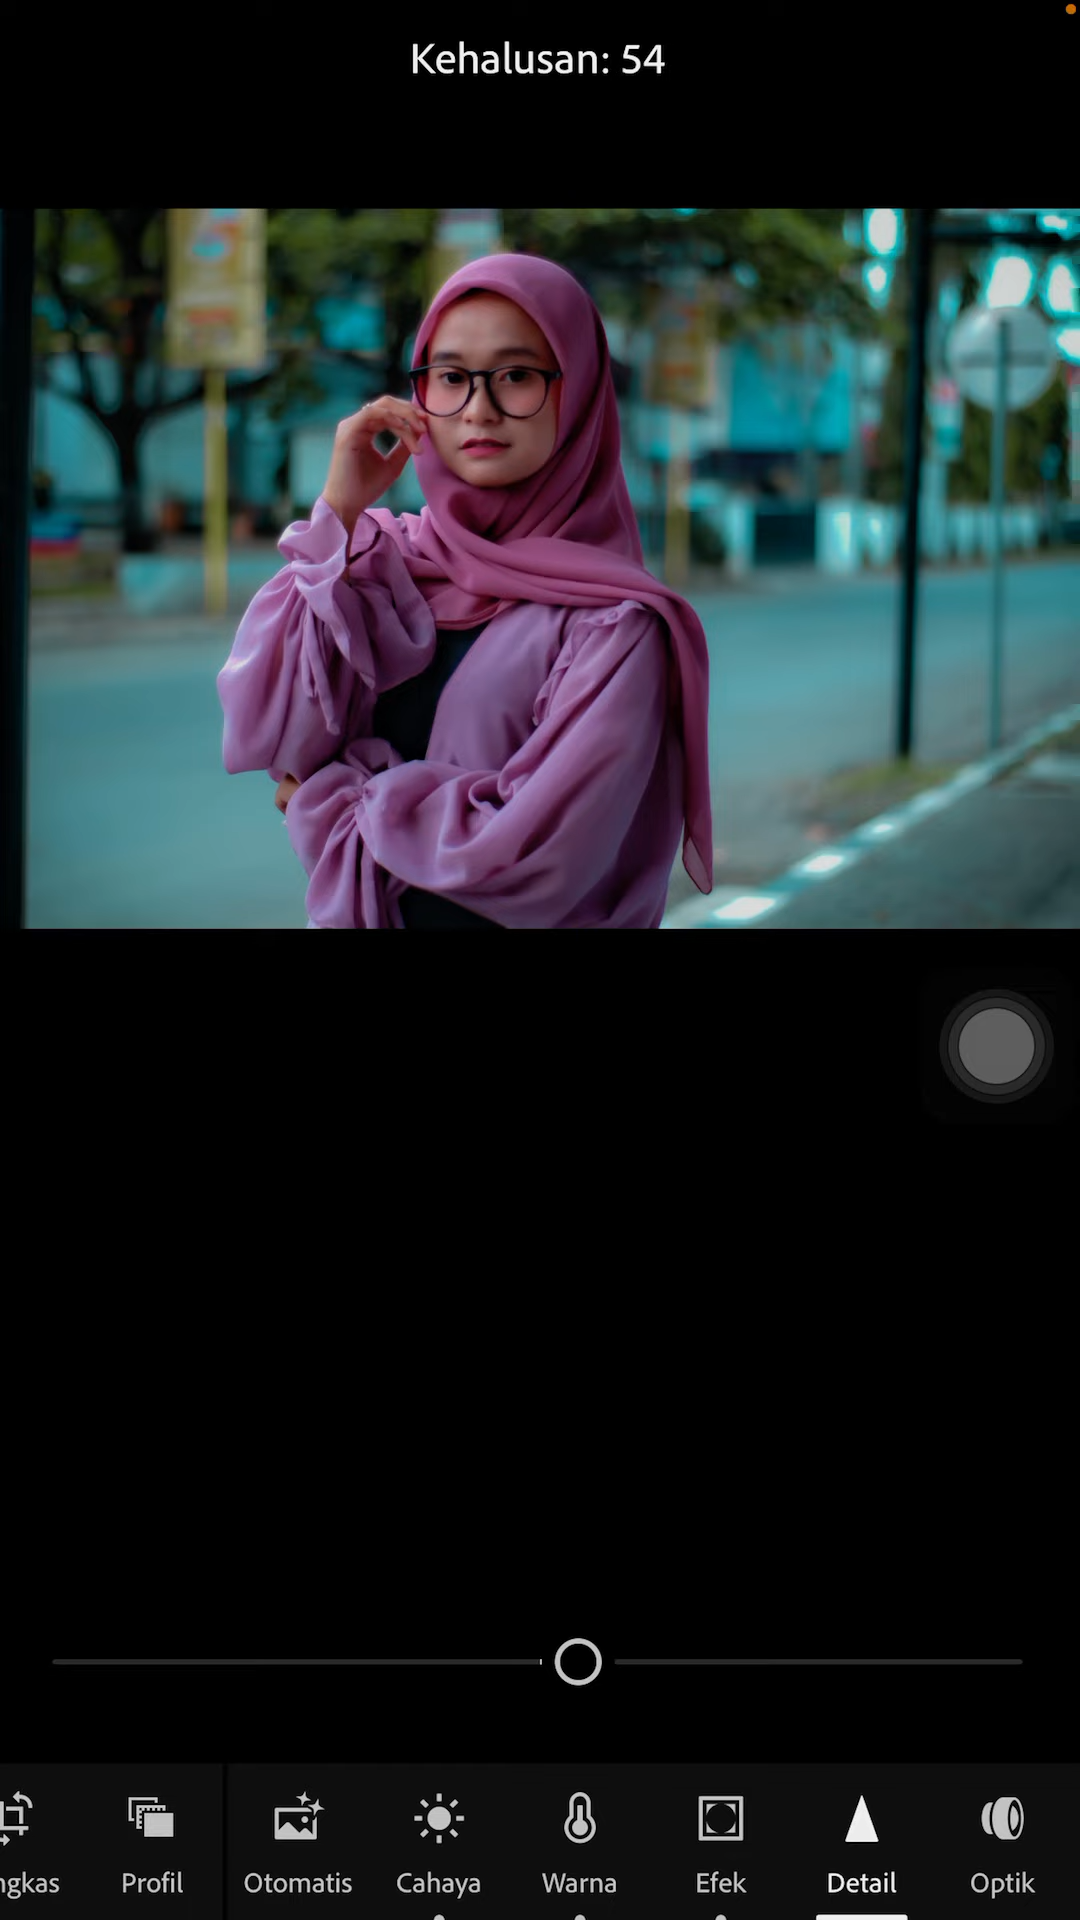 Kehalusan: 54
ngkas
Profil
Otomatis
Cahaya
Warna
Efek
Detail
Optik